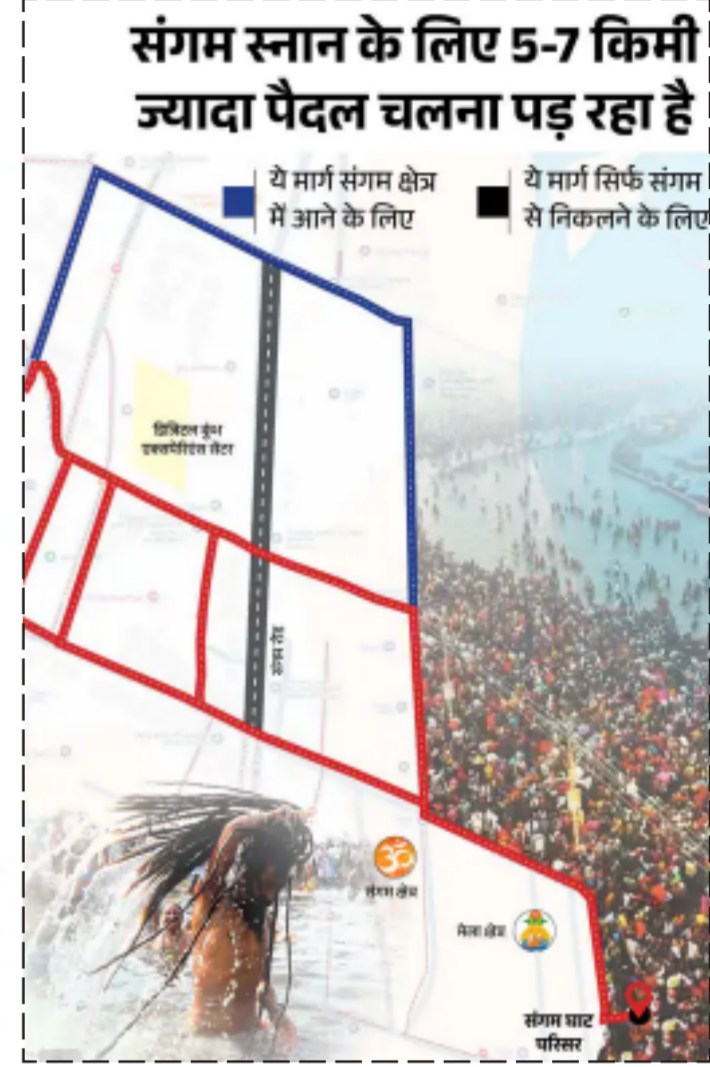 संगम स्नान के लिए 5-7 किमी
ज्यादा पैदल चलना पड़ रहा है
ये मार्ग संगम क्षेत्र
में आने के लिए
ये मार्ग सिर्फ संगम
से निकलने के लिए
डिजिटल कुंभ
एक्सपीरिएंस सेंटर
संगम रोड
संगम क्षेत्र
मेला क्षेत्र
संगम घाट
परिसर